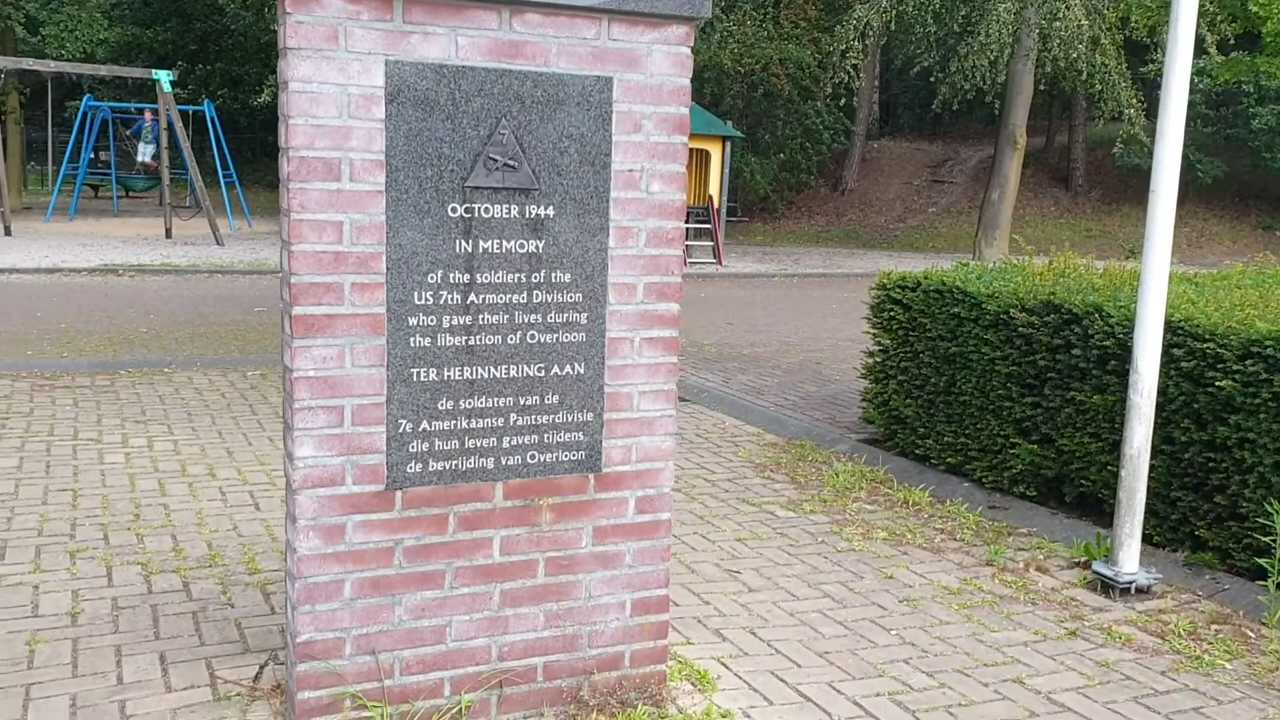 7
OCTOBER 1944
IN MEMORY
of the soldiers of the
US 7th Armored Division
who gave their lives during
the liberation of Overloon
TER HERINNERING AAN
de soldaten van de
7e Amerikaanse Pantserdivisie
die hun leven gaven tijdens
de bevrijding van Overloon